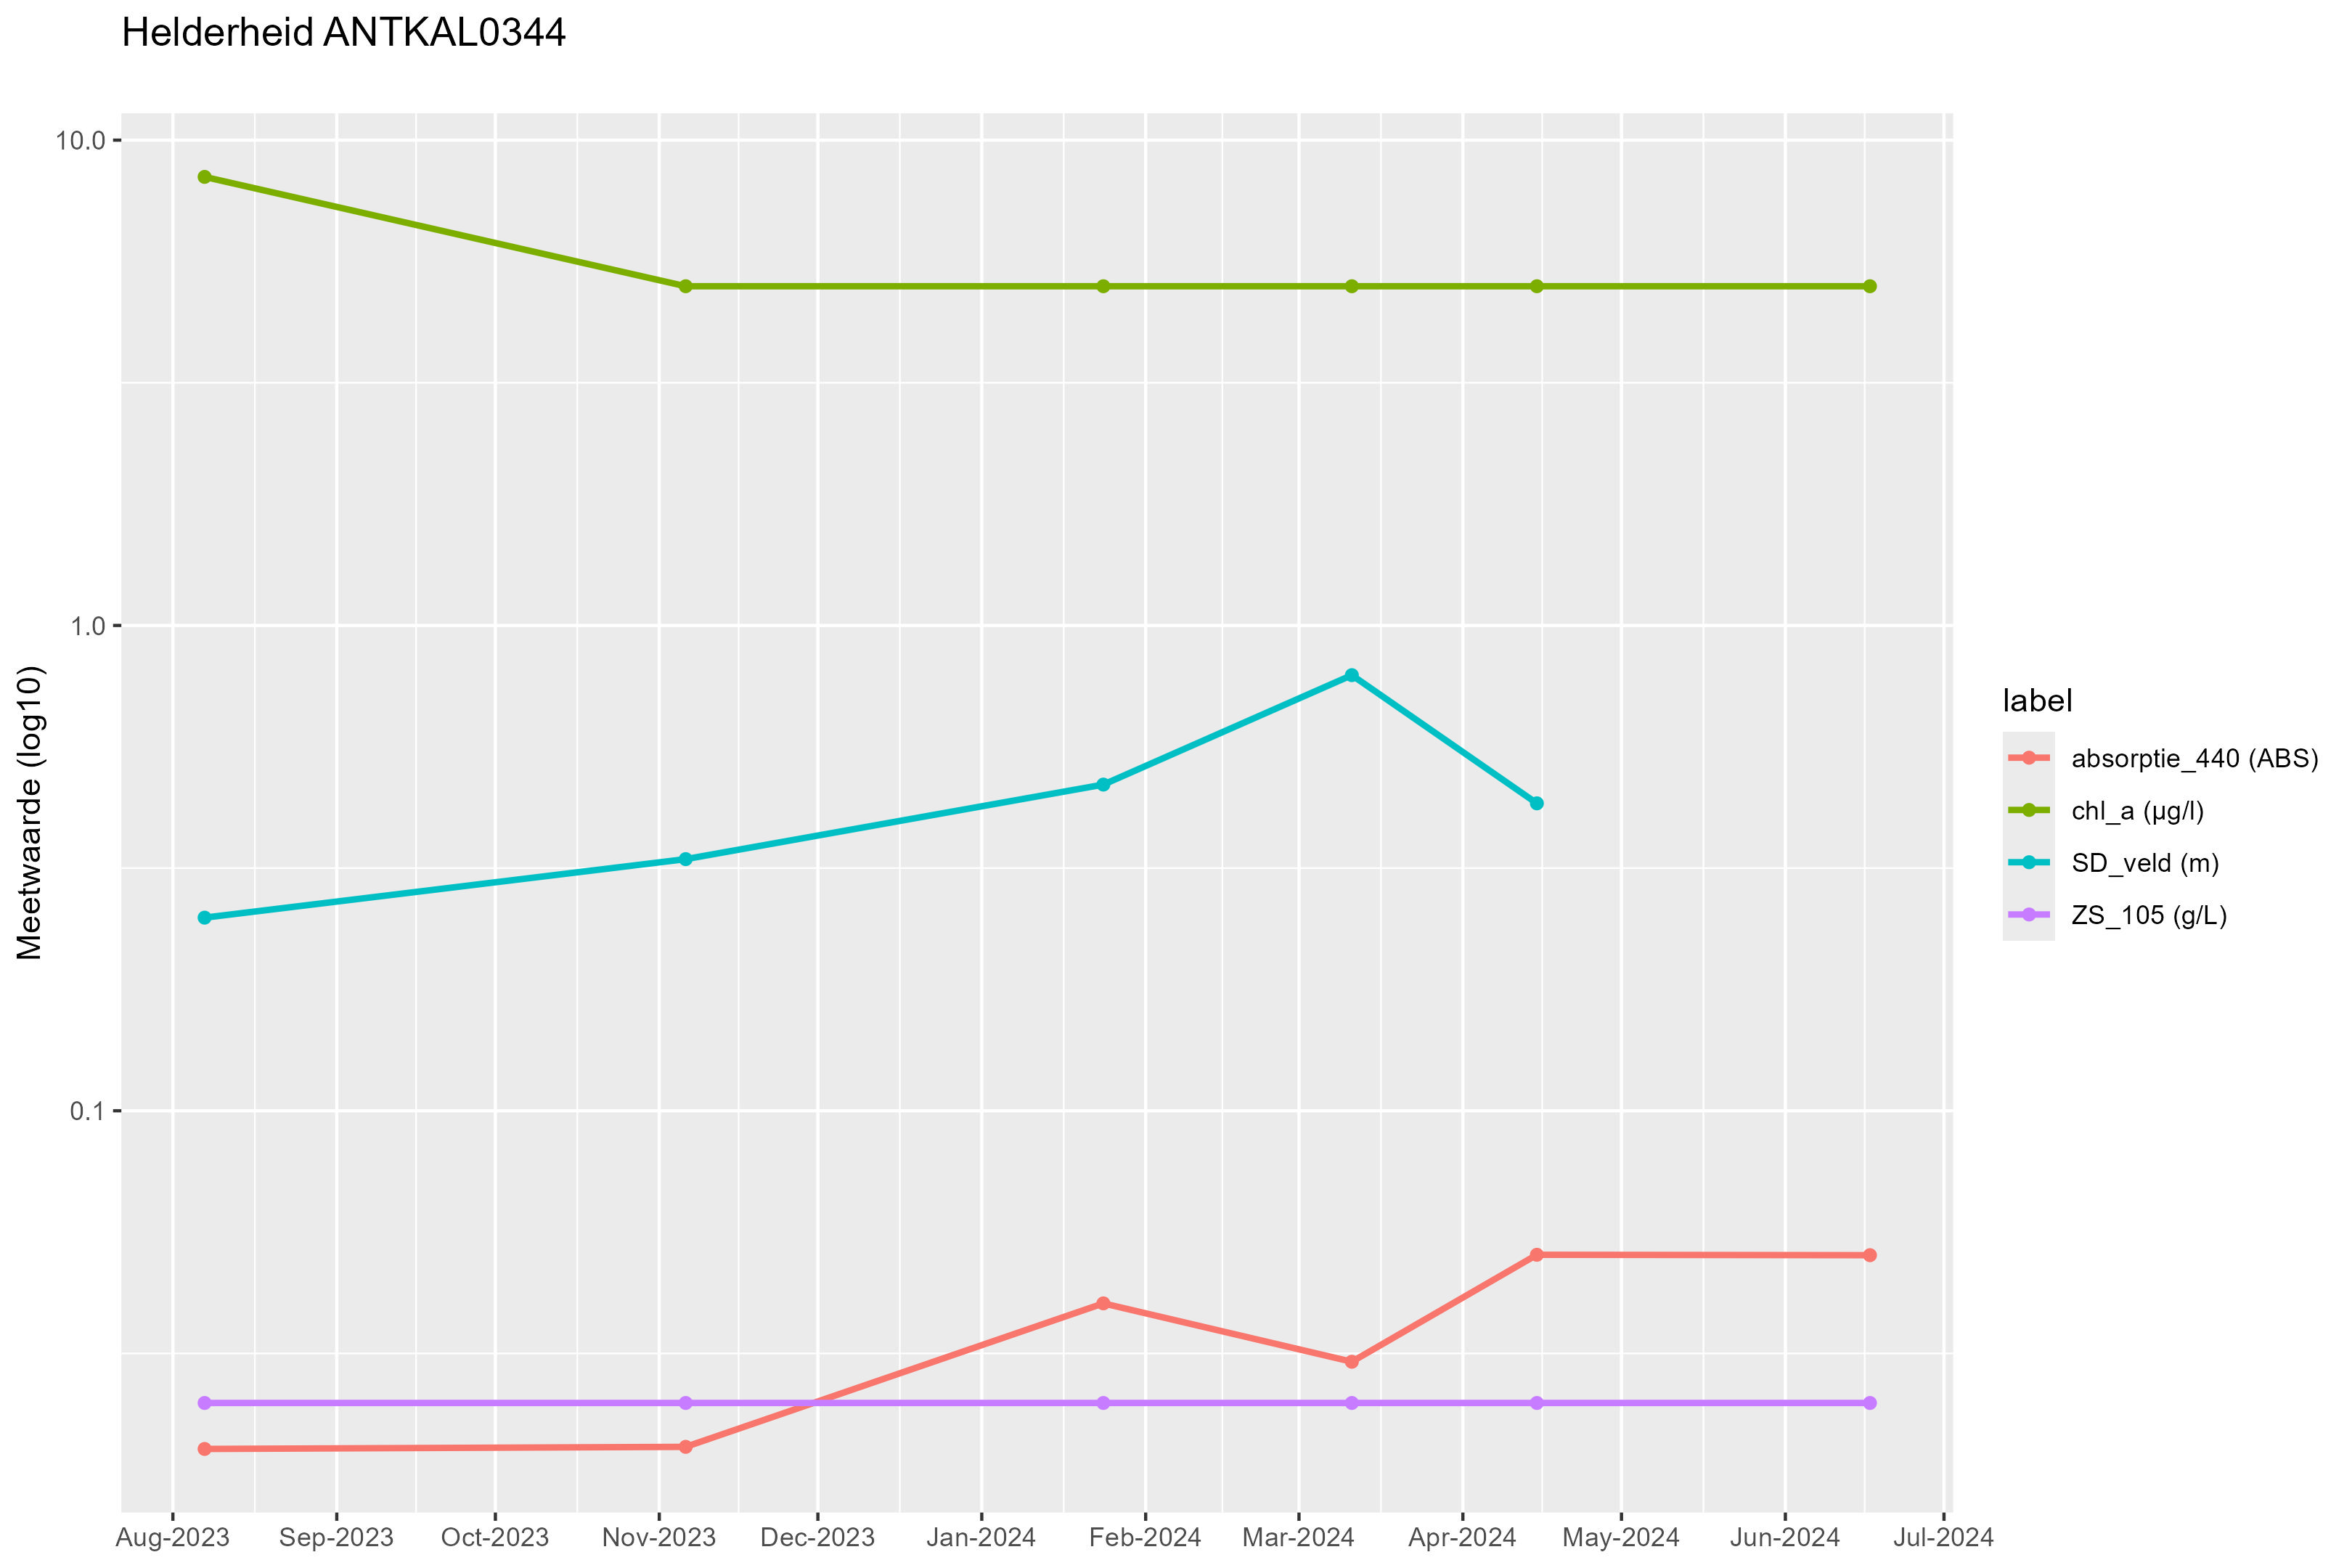 Helderheid ANTKAL0344
10.0
1.0
0.1
Meetwaarde (log10)
Aug-2023
Sep-2023
Oct-2023
Nov-2023
Dec-2023
Jan-2024
Feb-2024
Mar-2024
Apr-2024
May-2024
Jun-2024
Jul-2024
label
absorptie_440 (ABS)
chl_a (µg/l)
SD_veld (m)
ZS_105 (g/L)